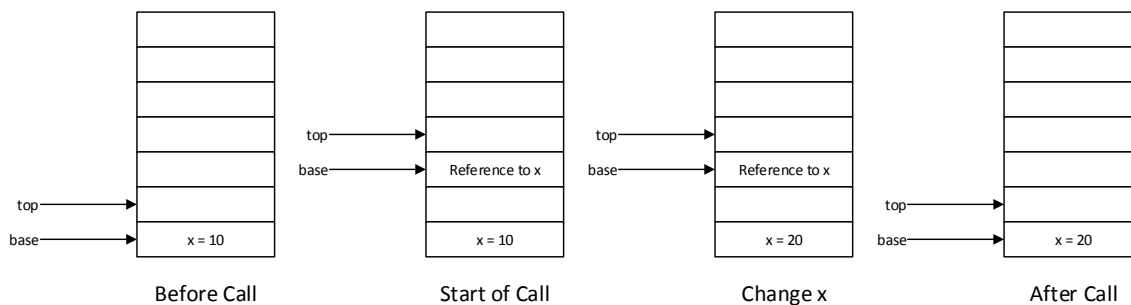 top
base
x = 10
Before Call
top
base
Reference to x
x = 10
Start of Call
top
base
Reference to x
x = 20
Change x
top
base
x = 20
After Call